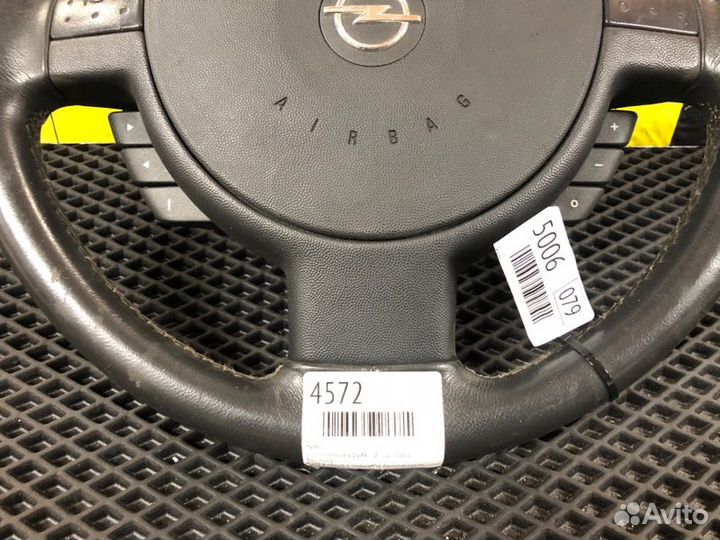 AIRBAG
+
−
O
I
5006
079
4572
Avito